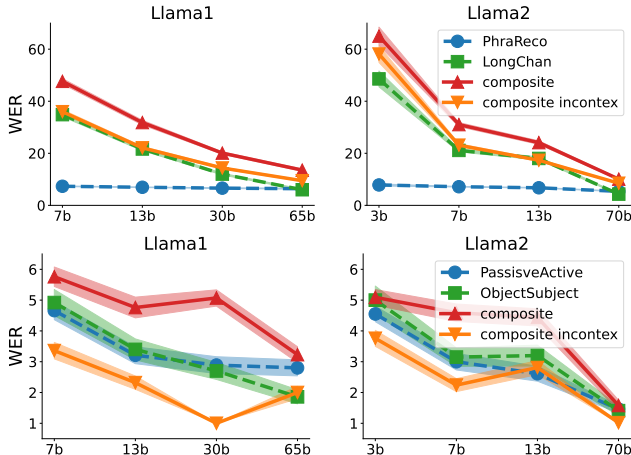 Llama1
WER
60
40
20
0
7b 13b 30b 65b
Llama2
60
40
20
0
3b 7b 13b 70b
PhraReco
LongChan
composite
composite incontex
Llama1
WER
6
5
4
3
2
1
7b 13b 30b 65b
Llama2
6
5
4
3
2
1
3b 7b 13b 70b
PassisveActive
ObjectSubject
composite
composite incontex